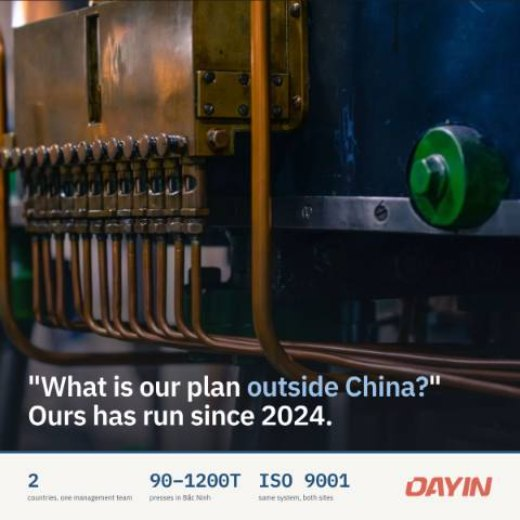 "What is our plan outside China?"
Ours has run since 2024.
2
countries, one management team
90–1200T
presses in Bắc Ninh
ISO 9001
same system, both sites
DAYIN